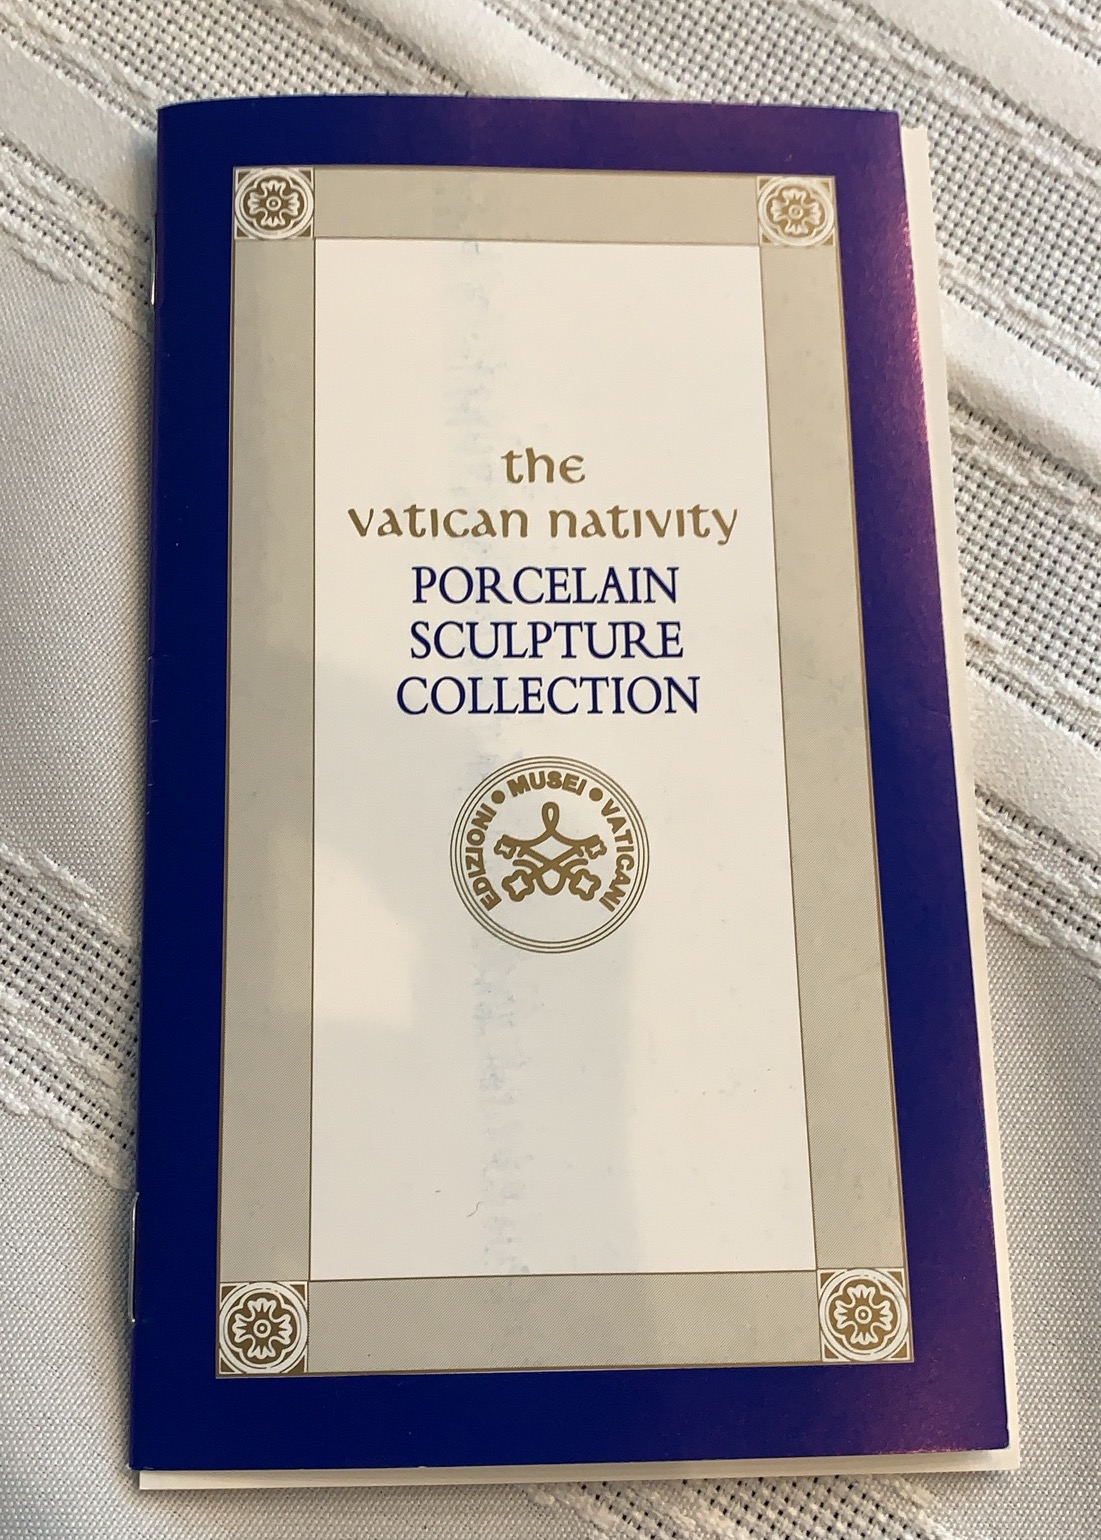 the
vatican nativity
PORCELAIN
SCULPTURE
COLLECTION
EDIZIONI • MUSEI • VATICANI